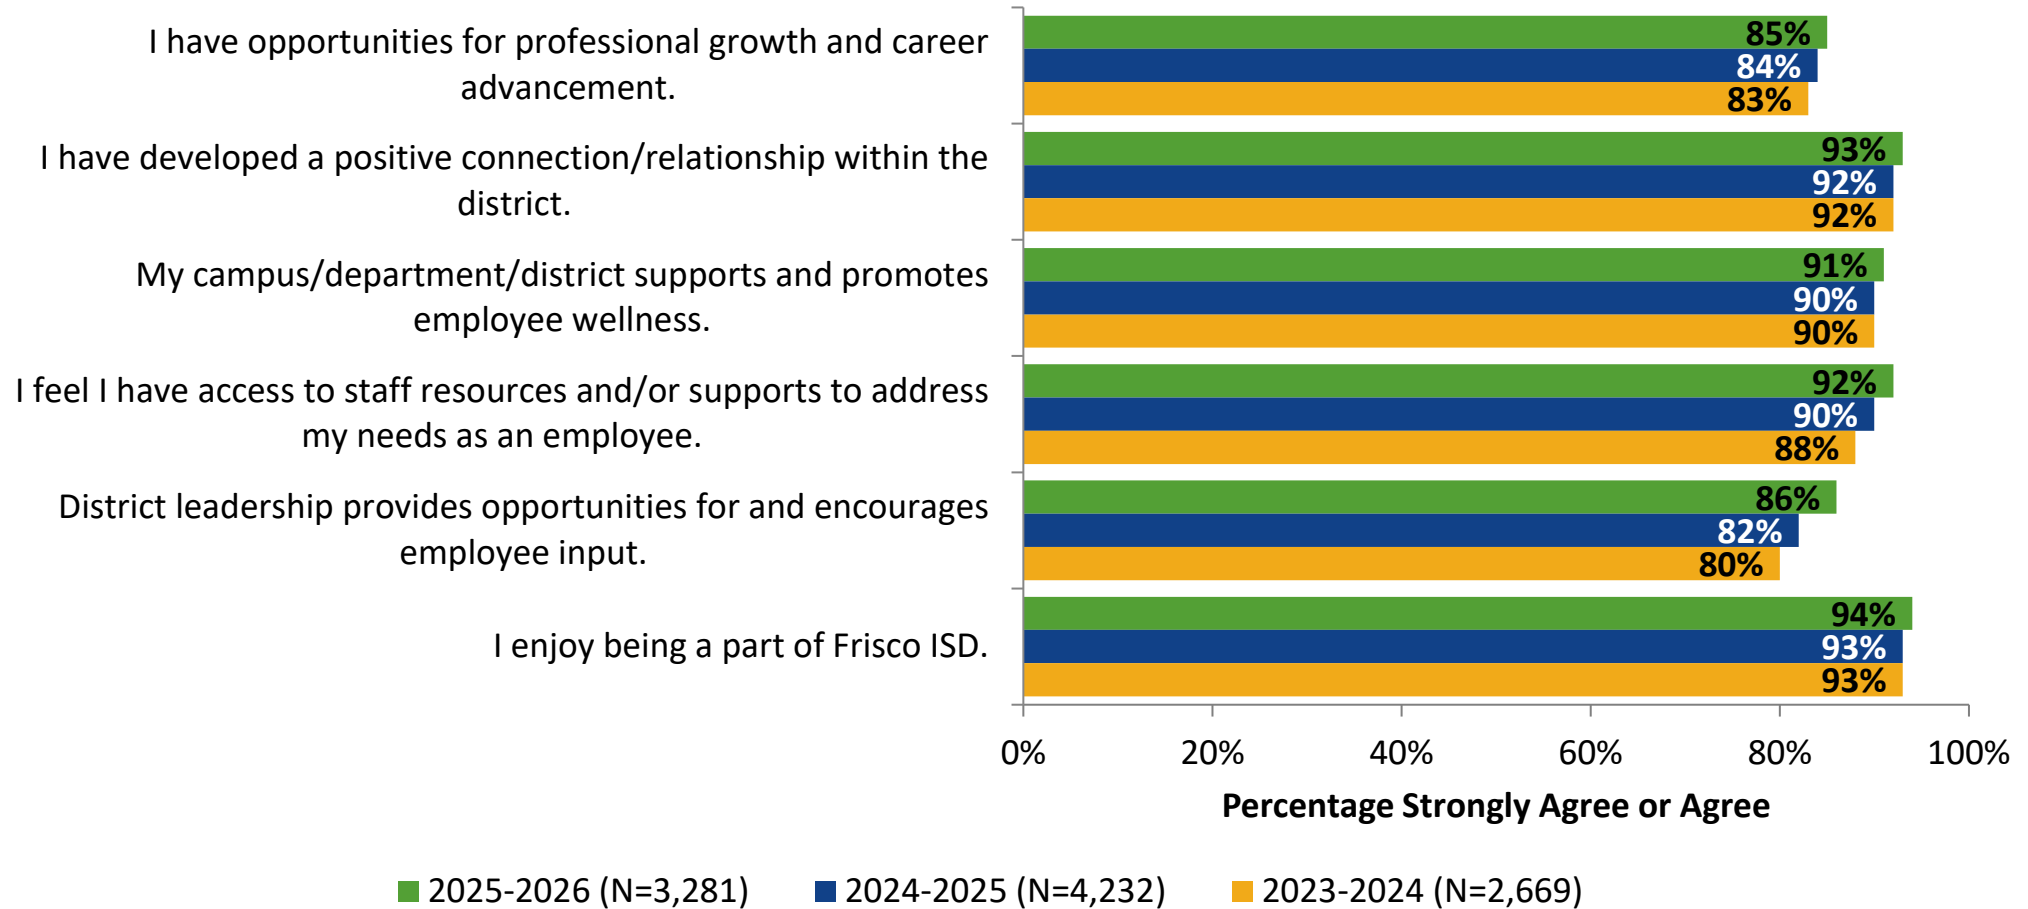 I have opportunities for professional growth and career
advancement.
85%
84%
83%
I have developed a positive connection/relationship within the
district.
93%
92%
92%
My campus/department/district supports and promotes
employee wellness.
91%
90%
90%
I feel I have access to staff resources and/or supports to address
my needs as an employee.
92%
90%
88%
District leadership provides opportunities for and encourages
employee input.
86%
82%
80%
I enjoy being a part of Frisco ISD.
94%
93%
93%
0% 20% 40% 60% 80% 100%
Percentage Strongly Agree or Agree
2025-2026 (N=3,281) 2024-2025 (N=4,232) 2023-2024 (N=2,669)